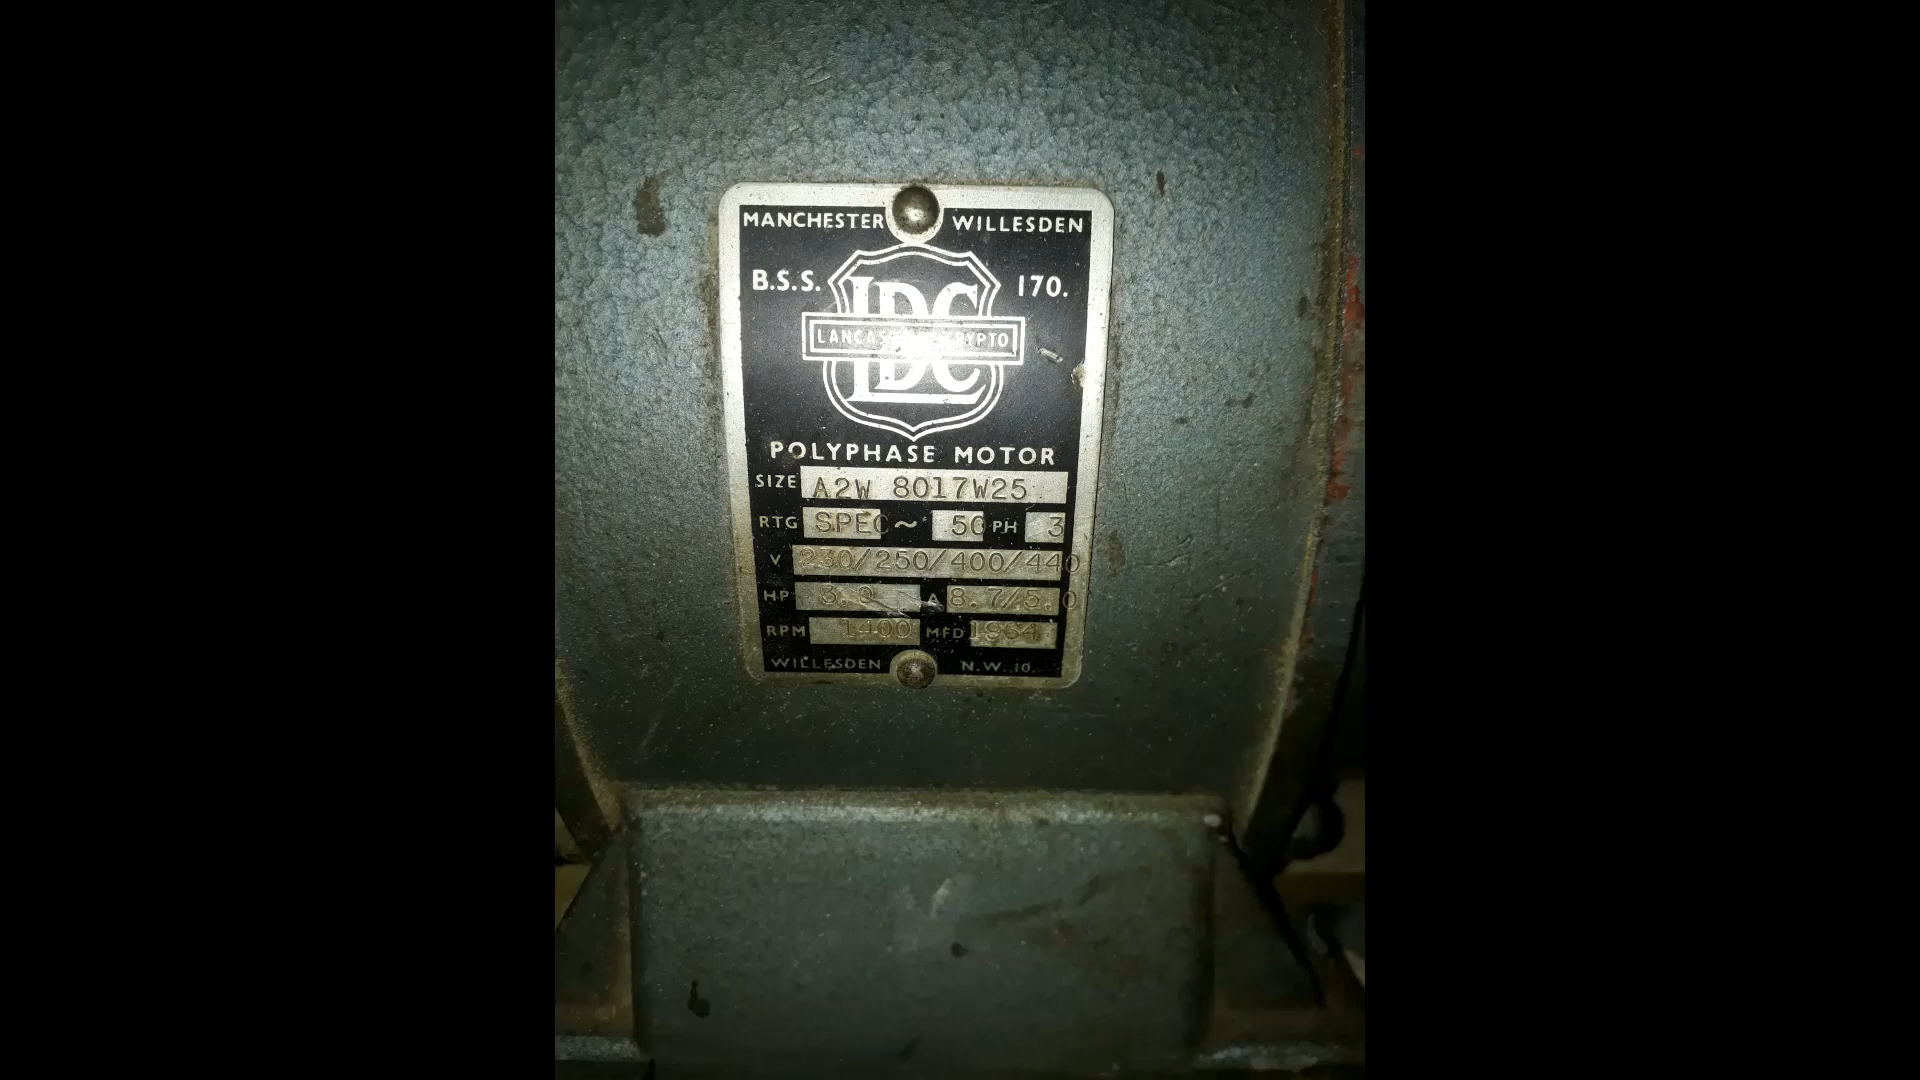 MANCHESTER WILLESDEN
B.S.S. 170.
LDC
POLYPHASE MOTOR
SIZE A2W 8017W25
RTG SPEC ~ 50 PH 3
V 230/250/400/440
HP 3.0 A 8.7/5.0
RPM 1400 MFD 1964
WILLESDEN N.W.10.